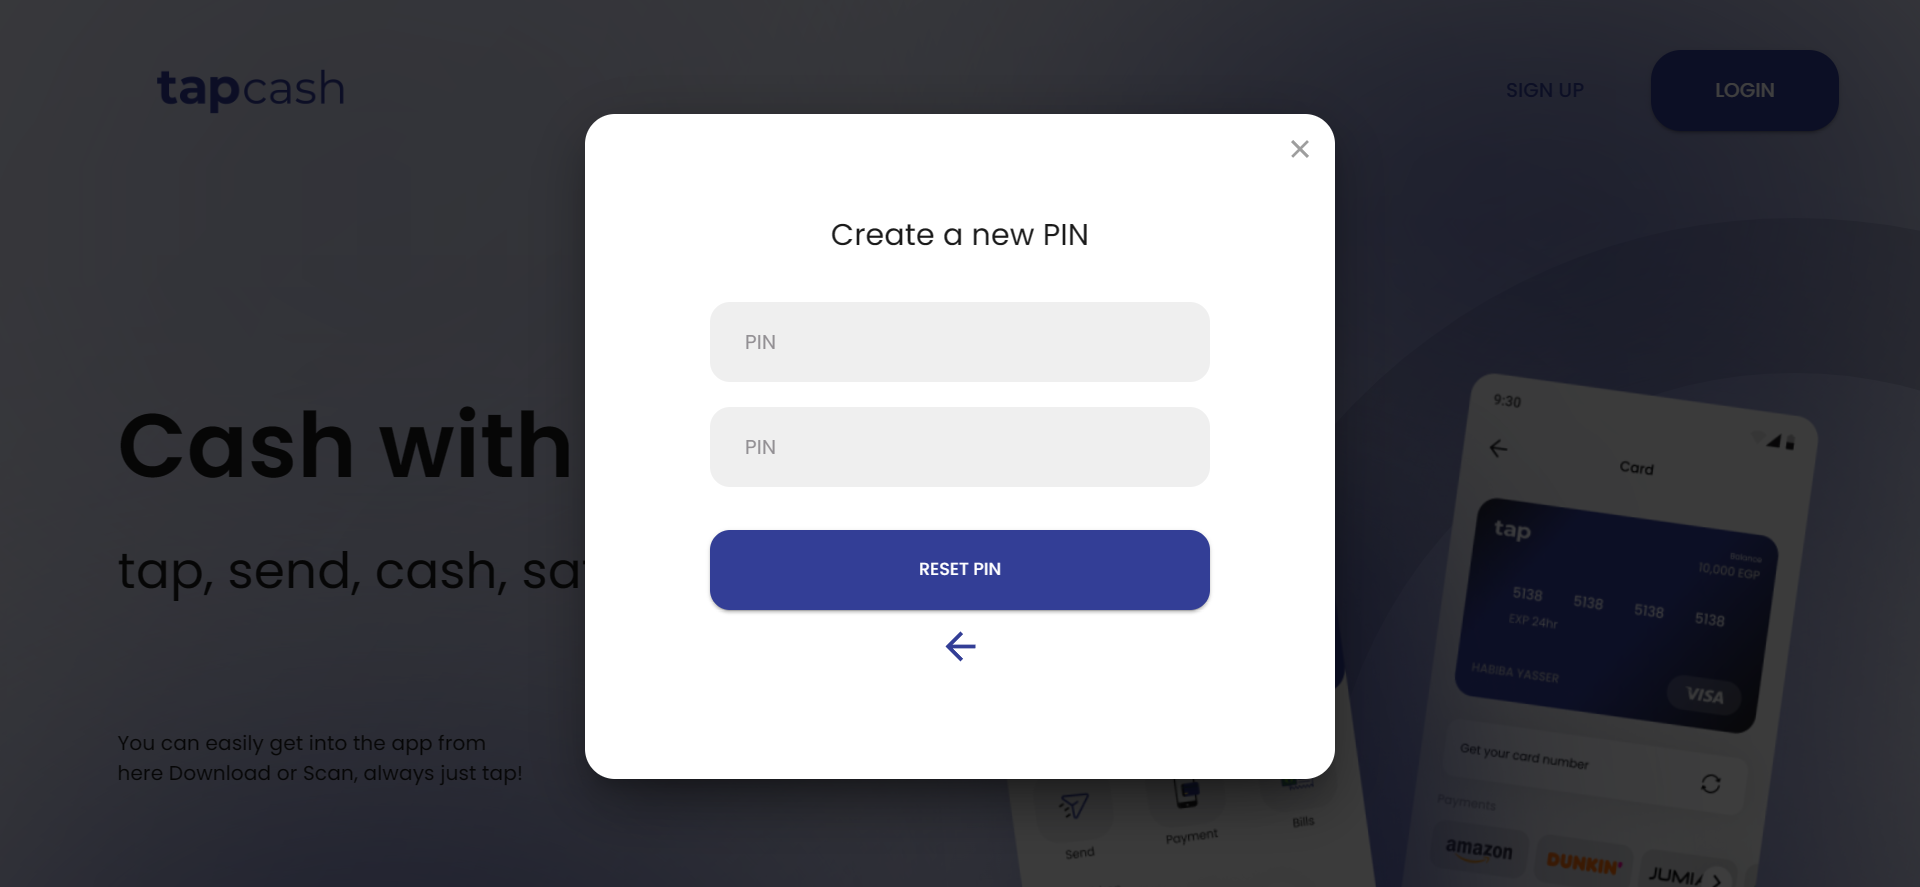 tapcash
SIGN UP
LOGIN
Create a new PIN
PIN
PIN
RESET PIN
Cash with
tap, send, cash, sa
You can easily get into the app from
here Download or Scan, always just tap!
9:30
Card
tap
Balance
10,000 EGP
5138 5138 5138 5138
EXP 24hr
HABIBA YASSER
VISA
Get your card number
Payments
amazon
DUNKIN'
JUMIA
Send
Payment
Bills